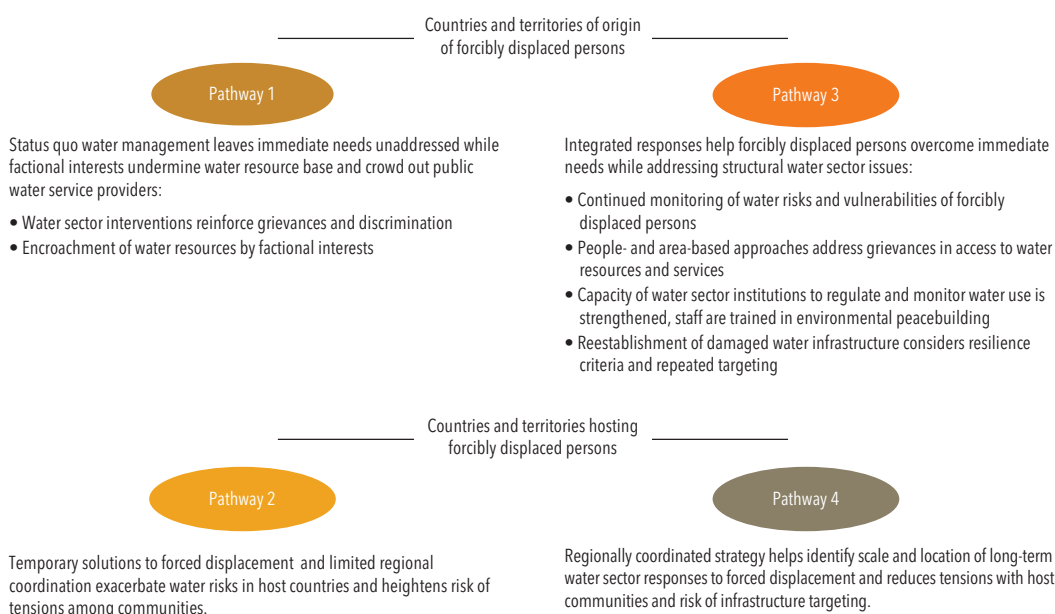 Countries and territories of origin
of forcibly displaced persons
Pathway 1
Status quo water management leaves immediate needs unaddressed while
factional interests undermine water resource base and crowd out public
water service providers:
• Water sector interventions reinforce grievances and discrimination
• Encroachment of water resources by factional interests
Pathway 3
Integrated responses help forcibly displaced persons overcome immediate
needs while addressing structural water sector issues:
• Continued monitoring of water risks and vulnerabilities of forcibly
displaced persons
• People- and area-based approaches address grievances in access to water
resources and services
• Capacity of water sector institutions to regulate and monitor water use is
strengthened, staff are trained in environmental peacebuilding
• Reestablishment of damaged water infrastructure considers resilience
criteria and repeated targeting
Countries and territories hosting
forcibly displaced persons
Pathway 2
Temporary solutions to forced displacement and limited regional
coordination exacerbate water risks in host countries and heightens risk of
tensions among communities.
Pathway 4
Regionally coordinated strategy helps identify scale and location of long-term
water sector responses to forced displacement and reduces tensions with host
communities and risk of infrastructure targeting.